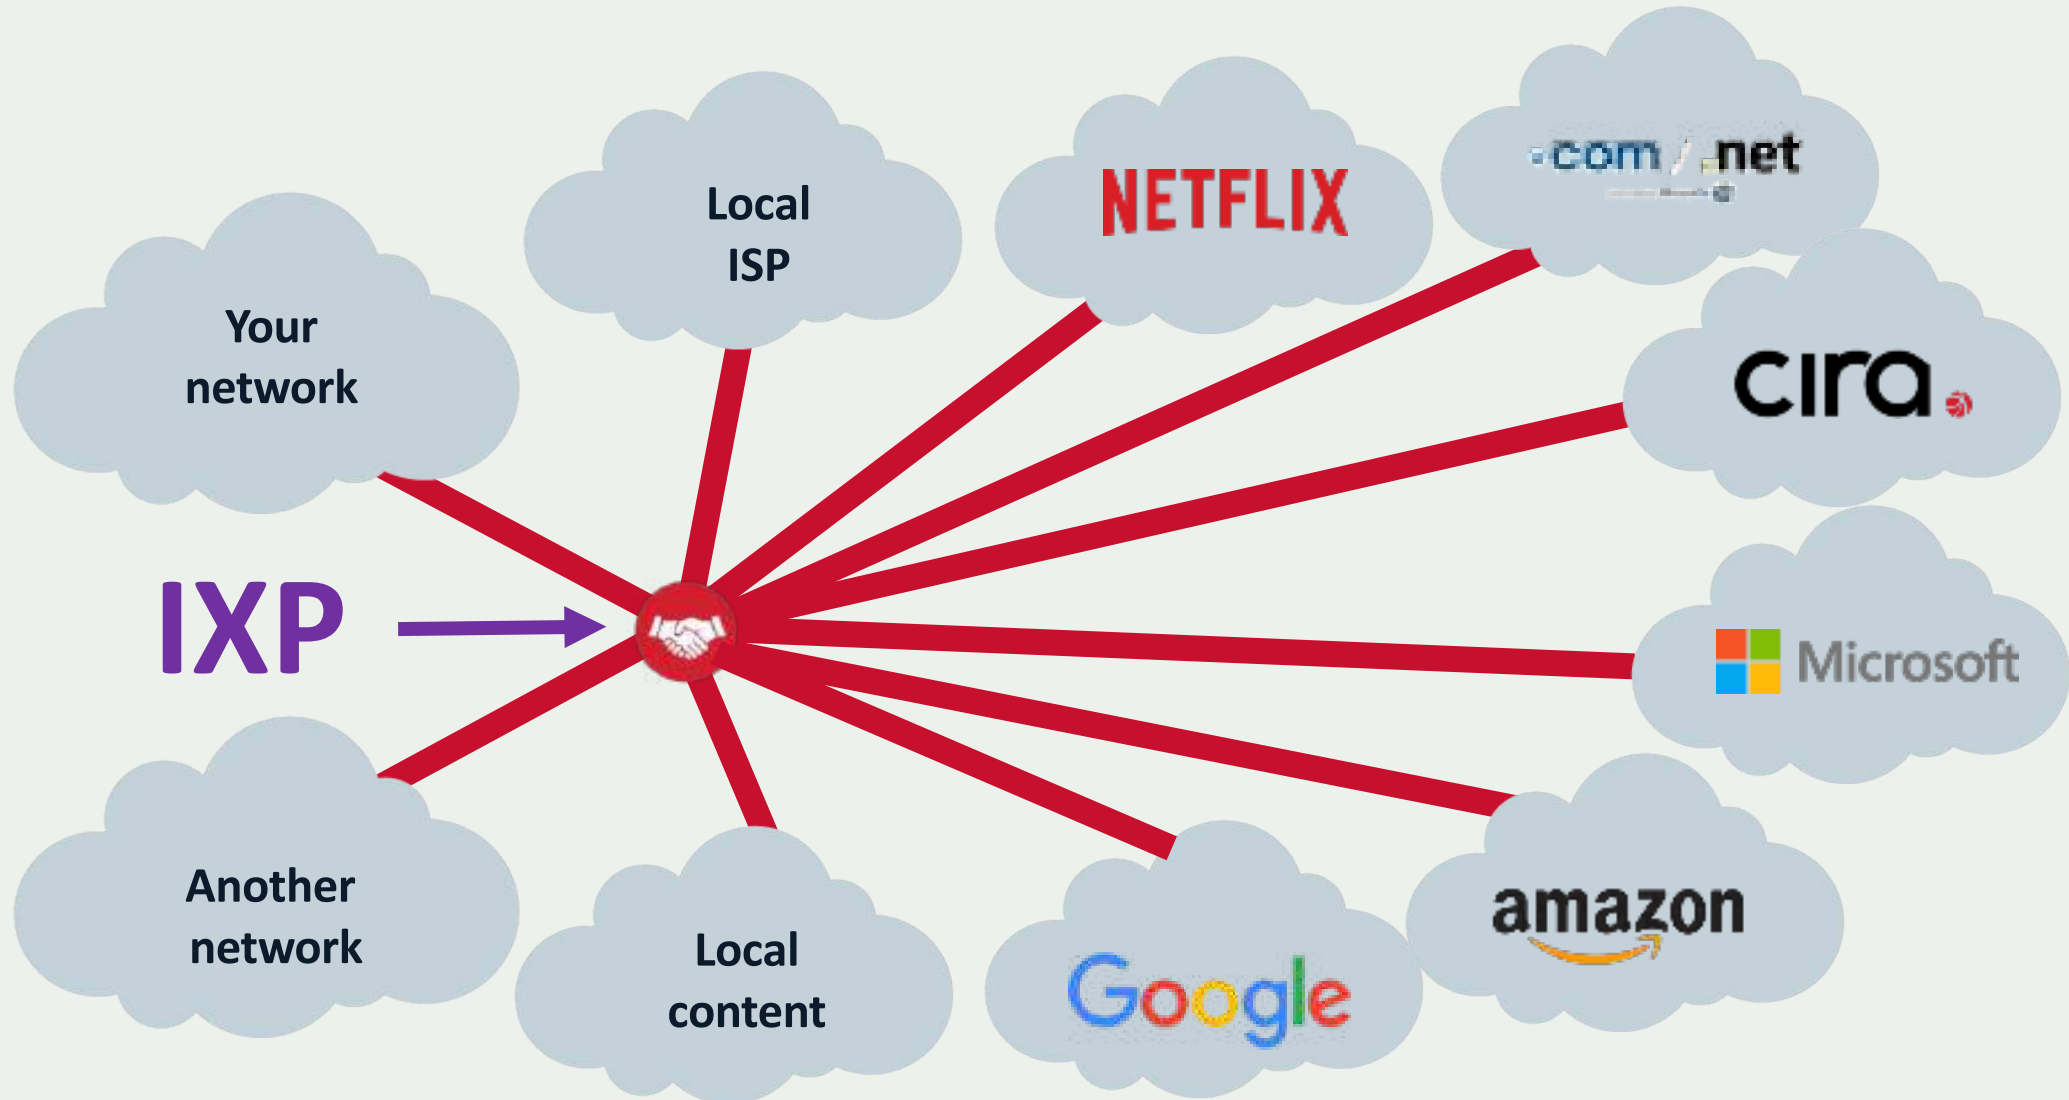 Local
ISP
NETFLIX
.com / .net
Your
network
cira.
IXP
Microsoft
Another
network
Local
content
amazon
Google